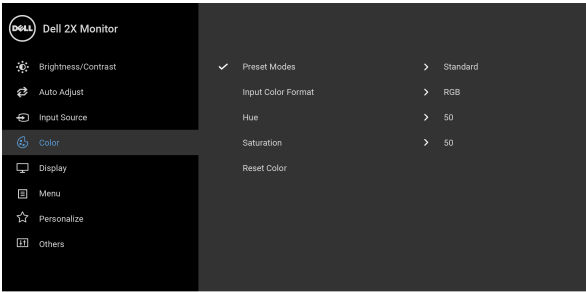 DELL Dell 2X Monitor
Brightness/Contrast Preset Modes Standard
Auto Adjust Input Color Format RGB
Input Source Hue 50
Color Saturation 50
Display Reset Color
Menu
Personalize
Others